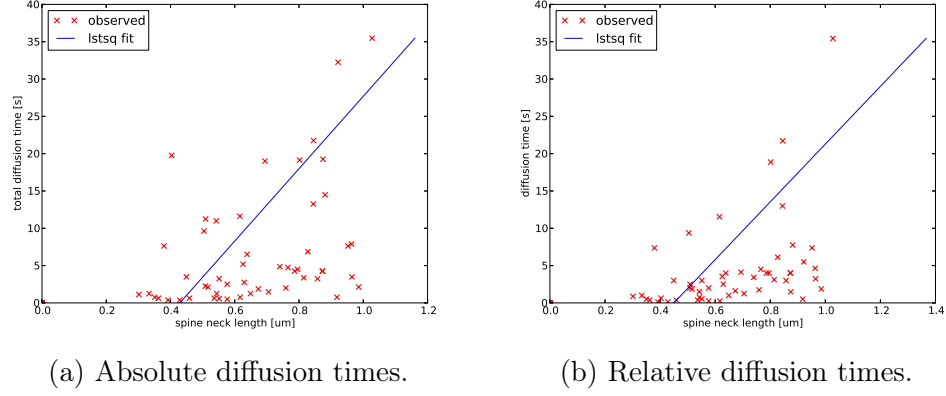 40
35
30
25
20
15
10
5
0
total diffusion time [s]
× × observed
lstsq fit
0.0 0.2 0.4 0.6 0.8 1.0 1.2
spine neck length [um]
(a) Absolute diffusion times.
40
35
30
25
20
15
10
5
0
diffusion time [s]
× × observed
lstsq fit
0.0 0.2 0.4 0.6 0.8 1.0 1.2 1.4
spine neck length [um]
(b) Relative diffusion times.